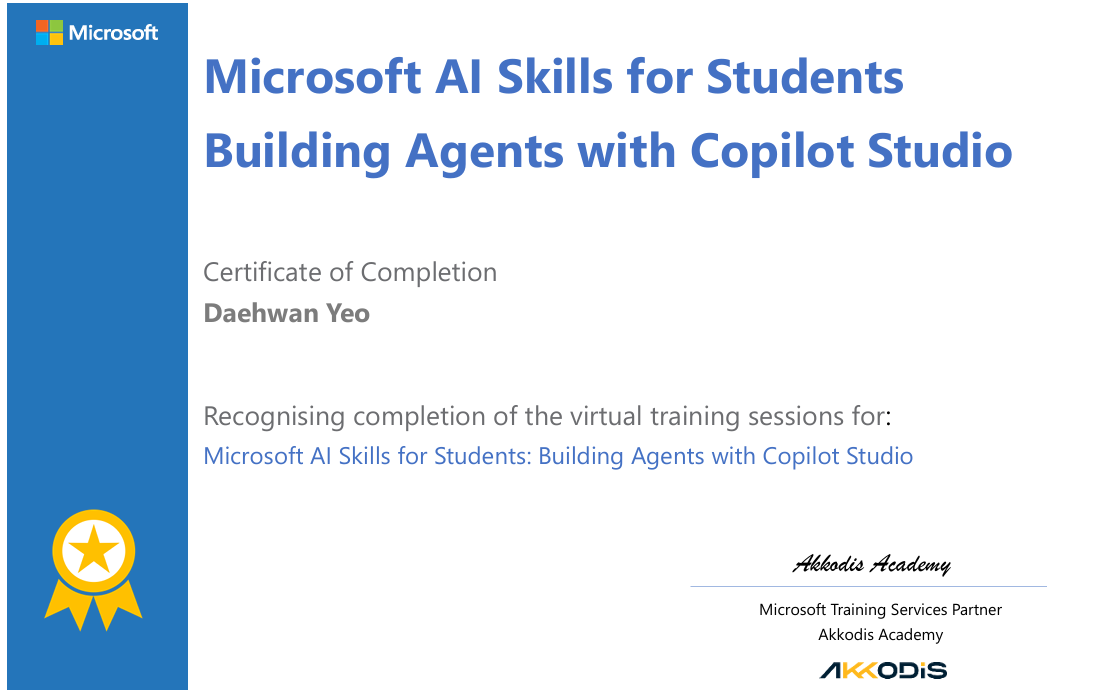 Microsoft
Microsoft AI Skills for Students
Building Agents with Copilot Studio
Certificate of Completion
Daehwan Yeo
Recognising completion of the virtual training sessions for:
Microsoft AI Skills for Students: Building Agents with Copilot Studio
Akkodis Academy
Microsoft Training Services Partner
Akkodis Academy
AKKODIS